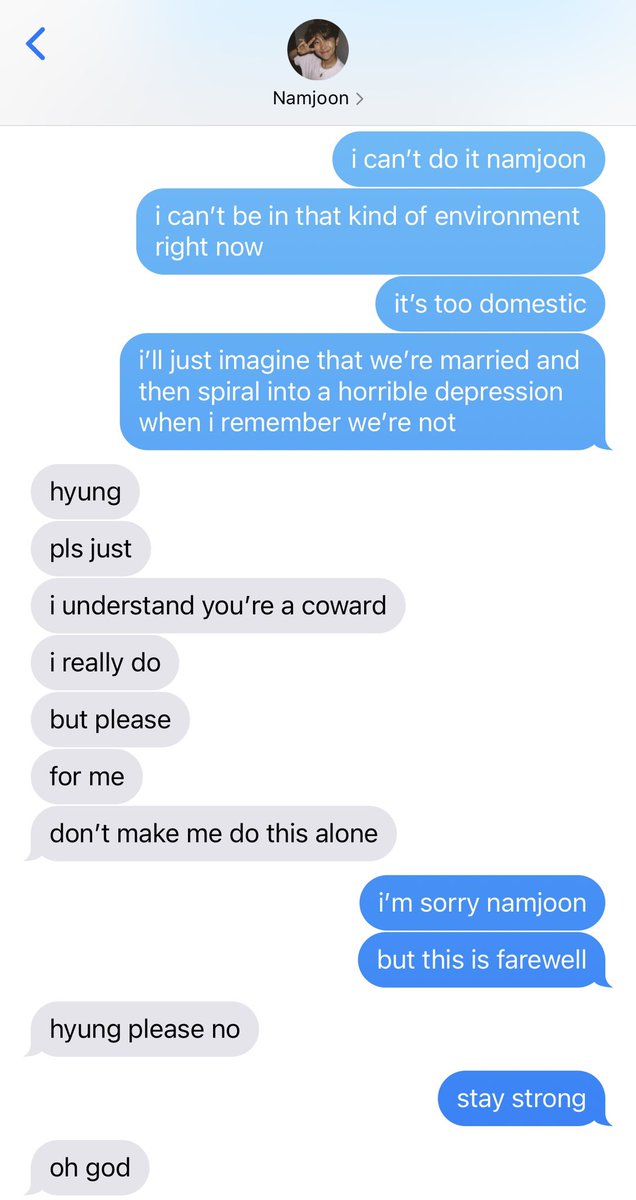 Namjoon
i can’t do it namjoon
i can’t be in that kind of environment
right now
it’s too domestic
i’ll just imagine that we’re married and
then spiral into a horrible depression
when i remember we’re not
hyung
pls just
i understand you’re a coward
i really do
but please
for me
don’t make me do this alone
i’m sorry namjoon
but this is farewell
hyung please no
stay strong
oh god